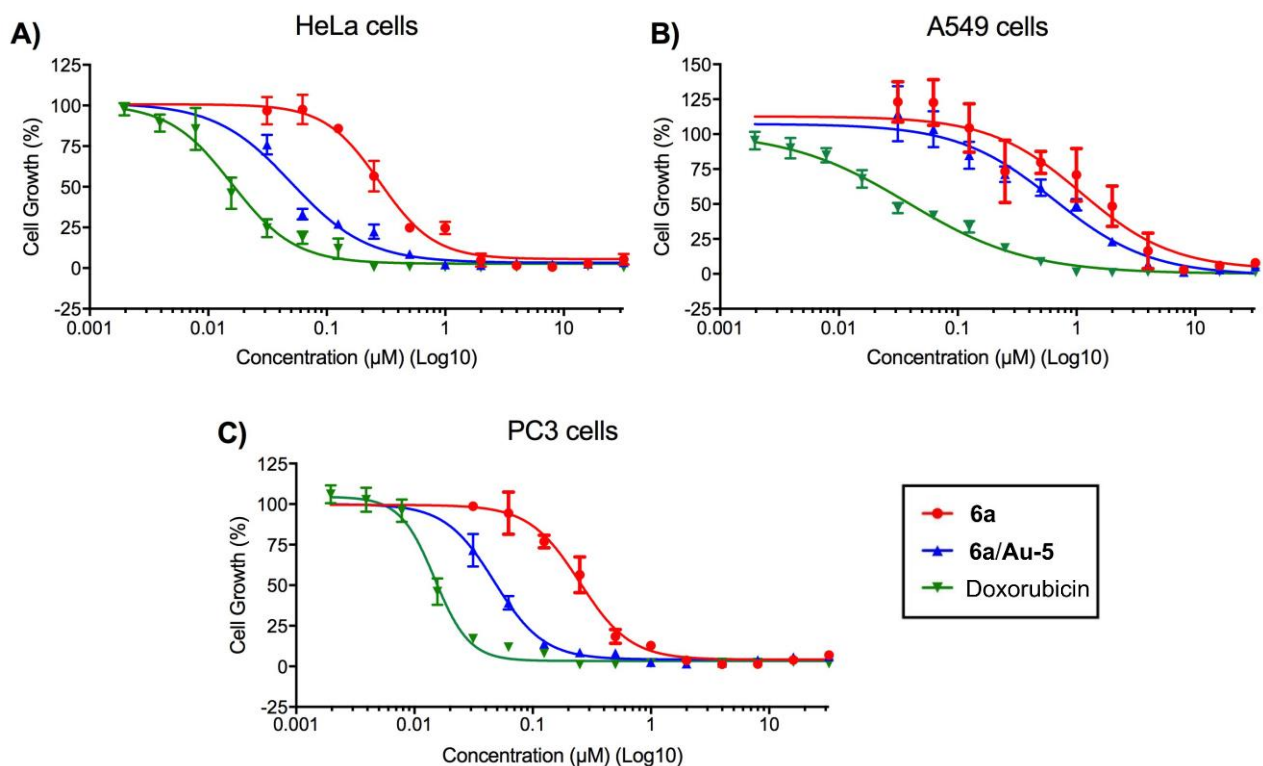 A)
HeLa cells
125
100
75
50
25
0
-25
Cell Growth (%)
0.001
0.01
0.1
1
10
Concentration (µM) (Log10)
B)
A549 cells
150
125
100
75
50
25
0
-25
Cell Growth (%)
0.001
0.01
0.1
1
10
Concentration (µM) (Log10)
C)
PC3 cells
125
100
75
50
25
0
-25
Cell Growth (%)
0.001
0.01
0.1
1
10
Concentration (µM) (Log10)
6a
6a/Au-5
Doxorubicin